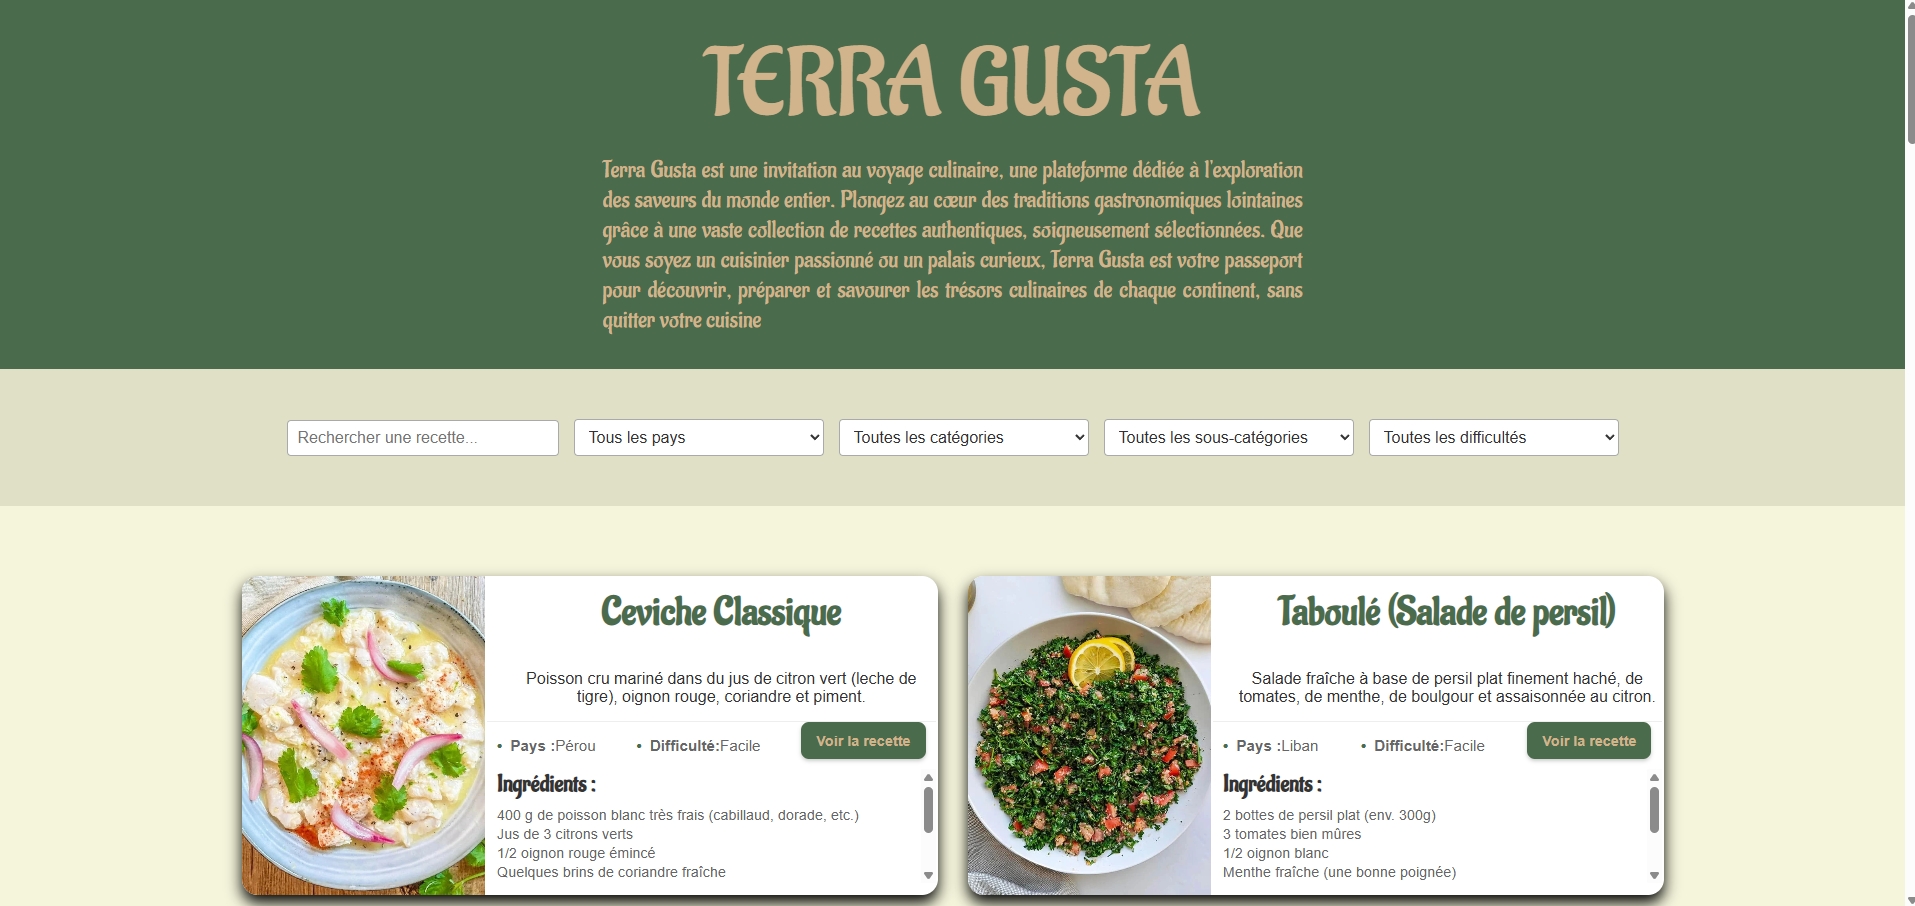 TERRA GUSTA
Terra Gusta est une invitation au voyage culinaire, une plateforme dédiée à l'exploration
des saveurs du monde entier. Plongez au cœur des traditions gastronomiques lointaines
grâce à une vaste collection de recettes authentiques, soigneusement sélectionnées. Que
vous soyez un cuisinier passionné ou un palais curieux, Terra Gusta est votre passeport
pour découvrir, préparer et savourer les trésors culinaires de chaque continent, sans
quitter votre cuisine
Rechercher une recette...
Tous les pays
Toutes les catégories
Toutes les sous-catégories
Toutes les difficultés
Ceviche Classique
Poisson cru mariné dans du jus de citron vert (leche de
tigre), oignon rouge, coriandre et piment.
• Pays :Pérou
• Difficulté:Facile
Voir la recette
Ingrédients :
400 g de poisson blanc très frais (cabillaud, dorade, etc.)
Jus de 3 citrons verts
1/2 oignon rouge émincé
Quelques brins de coriandre fraîche
Taboulé (Salade de persil)
Salade fraîche à base de persil plat finement haché, de
tomates, de menthe, de boulgour et assaisonnée au citron.
• Pays :Liban
• Difficulté:Facile
Voir la recette
Ingrédients :
2 bottes de persil plat (env. 300g)
3 tomates bien mûres
1/2 oignon blanc
Menthe fraîche (une bonne poignée)